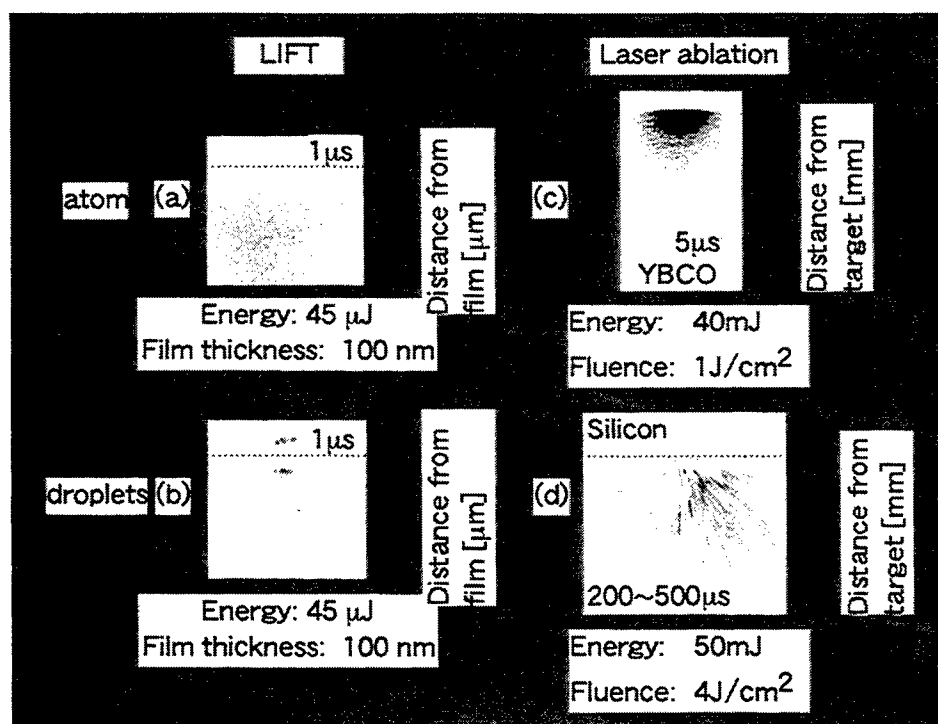 LIFT
Laser ablation
atom
(a)
1μs
Distance from
film [μm]
Energy: 45 μJ
Film thickness: 100 nm
(c)
5μs
YBCO
Distance from
target [mm]
Energy: 40mJ
Fluence: 1J/cm²
droplets
(b)
1μs
Distance from
film [μm]
Energy: 45 μJ
Film thickness: 100 nm
(d)
Silicon
200~500μs
Distance from
target [mm]
Energy: 50mJ
Fluence: 4J/cm²